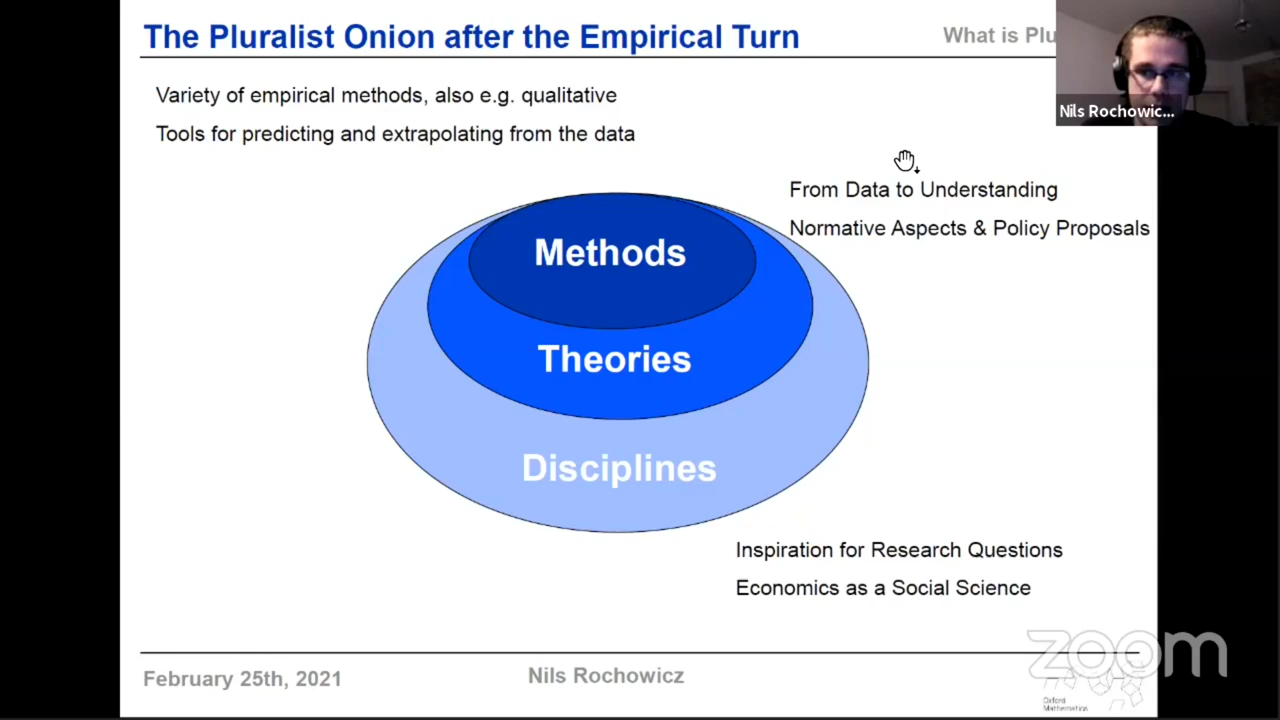 The Pluralist Onion after the Empirical Turn
What is Plu
Nils Rochowic...
Variety of empirical methods, also e.g. qualitative
Tools for predicting and extrapolating from the data
From Data to Understanding
Normative Aspects & Policy Proposals
Methods
Theories
Disciplines
Inspiration for Research Questions
Economics as a Social Science
zoom
February 25th, 2021
Nils Rochowicz
Oxford
Mathematics